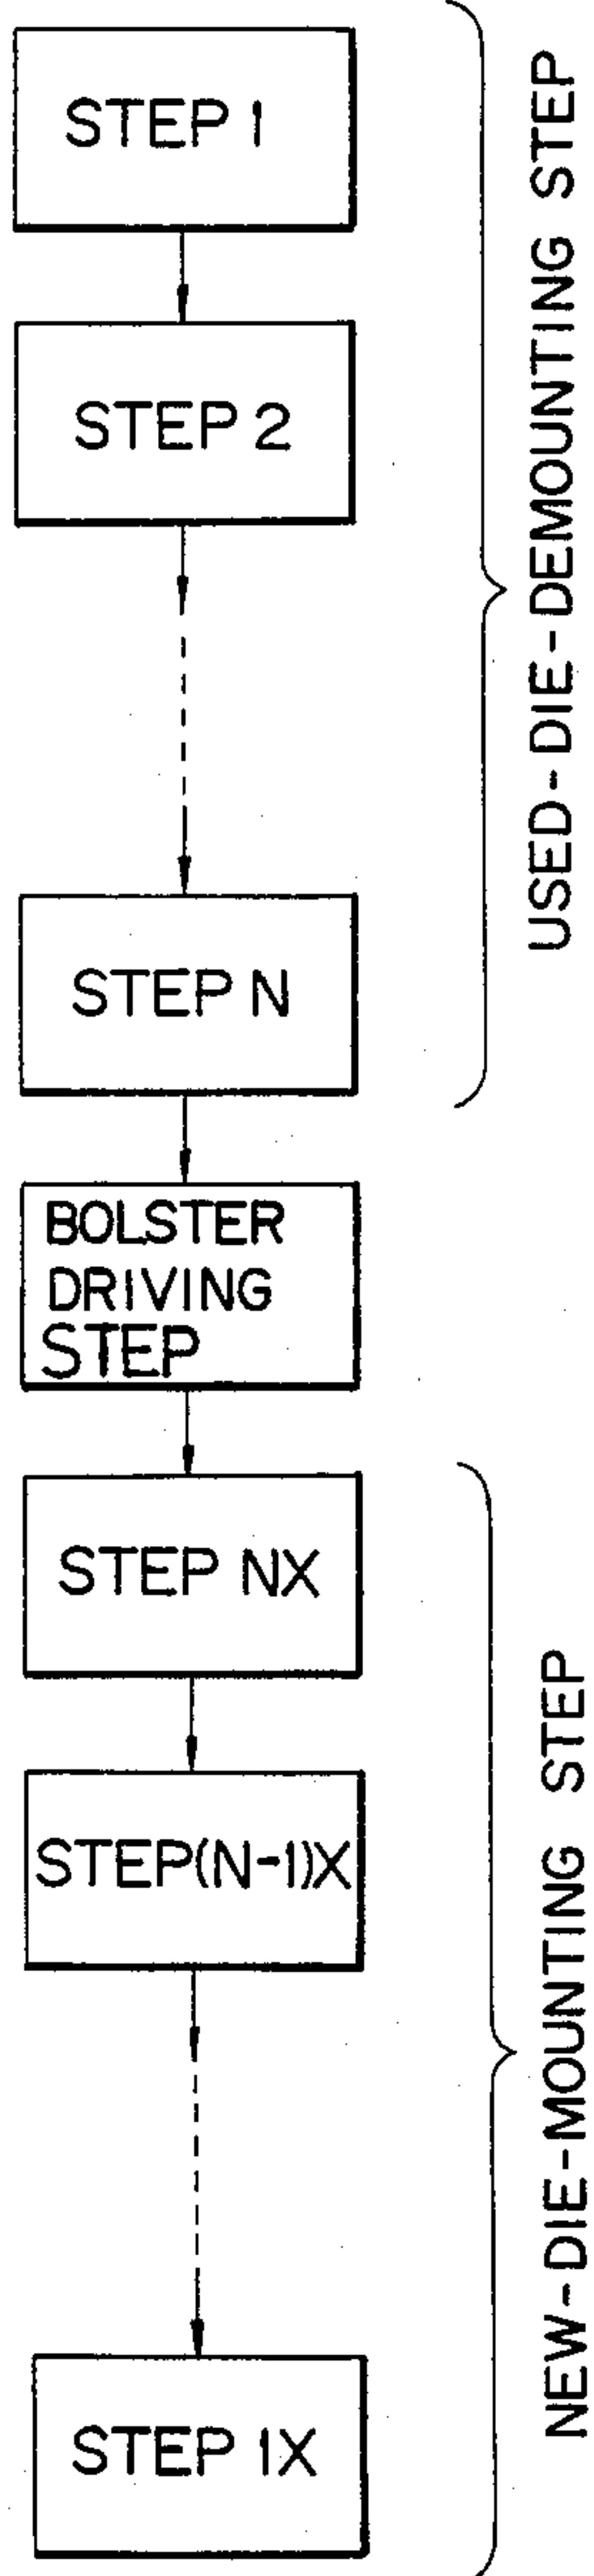 STEP 1
STEP 2
STEP N
USED-DIE-DEMOUNTING STEP
BOLSTER
DRIVING
STEP
STEP NX
STEP(N-1)X
STEP 1X
NEW-DIE-MOUNTING STEP